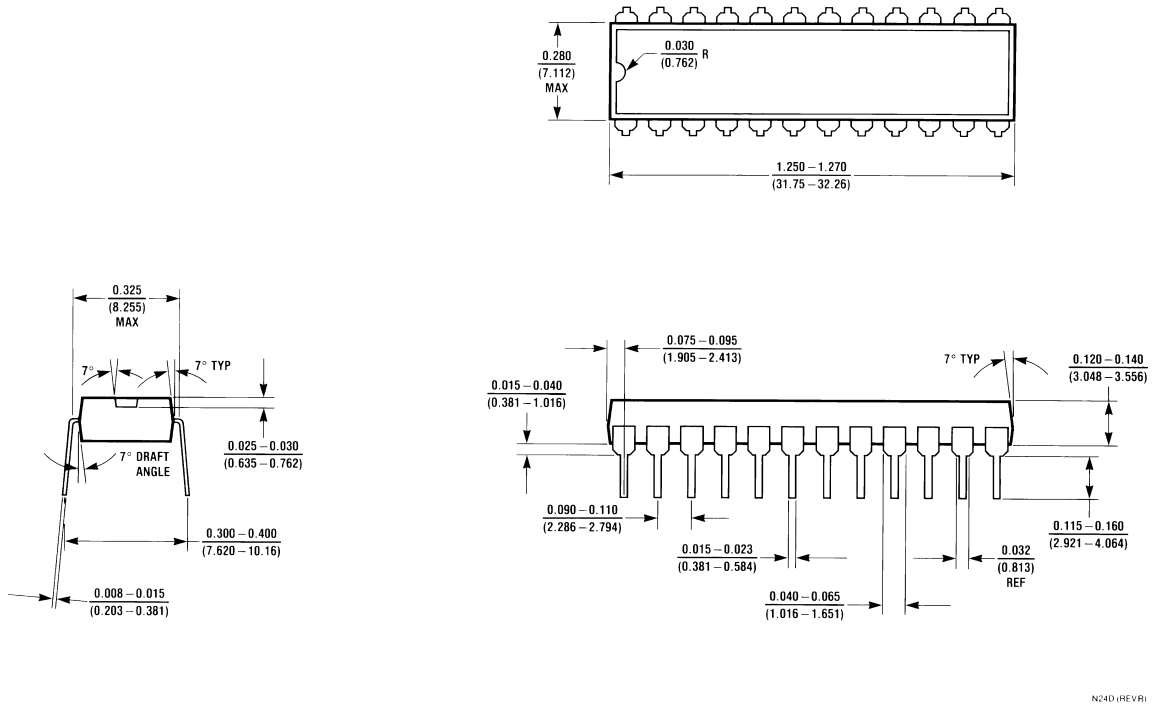 0.280
(7.112)
MAX
0.030
(0.762)
R
1.250 – 1.270
(31.75 – 32.26)
0.325
(8.255)
MAX
7°
7° TYP
0.025 – 0.030
(0.635 – 0.762)
7° DRAFT
ANGLE
0.300 – 0.400
(7.620 – 10.16)
0.008 – 0.015
(0.203 – 0.381)
0.075 – 0.095
(1.905 – 2.413)
7° TYP
0.120 – 0.140
(3.048 – 3.556)
0.015 – 0.040
(0.381 – 1.016)
0.090 – 0.110
(2.286 – 2.794)
0.115 – 0.160
(2.921 – 4.064)
0.015 – 0.023
(0.381 – 0.584)
0.032
(0.813)
REF
0.040 – 0.065
(1.016 – 1.651)
N24D (REV B)